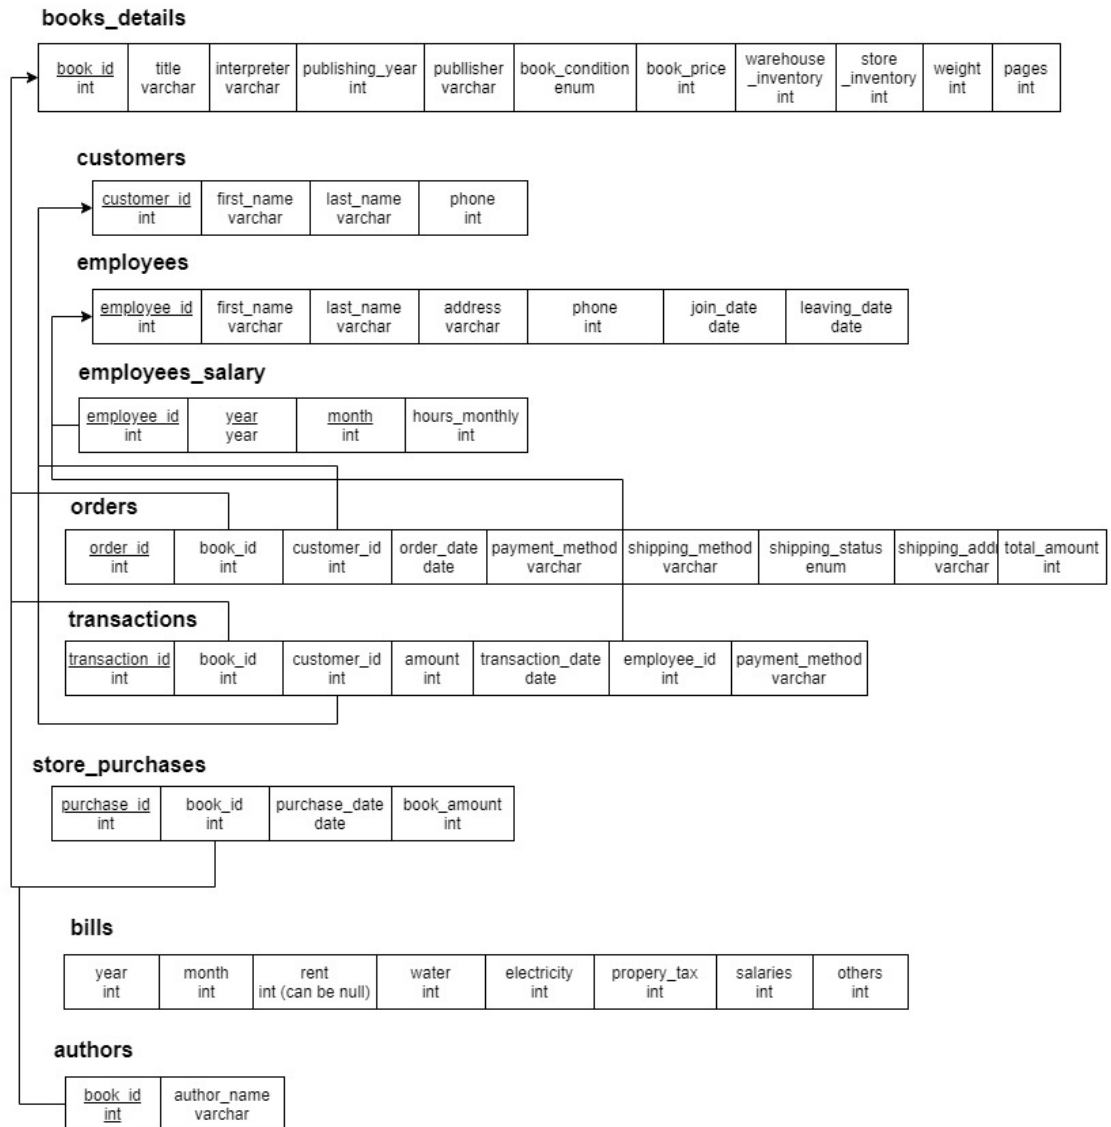 books_details
book_id title interpreter publishing_year publlisher book_condition book_price warehouse _inventory store _inventory weight pages
int varchar varchar int varchar enum int int int int int
customers
customer_id first_name last_name phone
int varchar varchar int
employees
employee_id first_name last_name address phone join_date leaving_date
int varchar varchar varchar int date date
employees_salary
employee_id year month hours_monthly
int year int int
orders
order_id book_id customer_id order_date payment_method shipping_method shipping_status shipping_addr total_amount
int int int date varchar varchar enum varchar int
transactions
transaction_id book_id customer_id amount transaction_date employee_id payment_method
int int int int date int varchar
store_purchases
purchase_id book_id purchase_date book_amount
int int date int
bills
year month rent water electricity propery_tax salaries others
int int int (can be null) int int int int int
authors
book_id author_name
int varchar